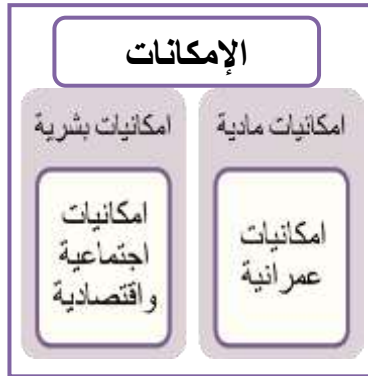 الإمكانات
امكانيات مادية
امكانيات
عمرانية
امكانيات بشرية
امكانيات
اجتماعية
واقتصادية